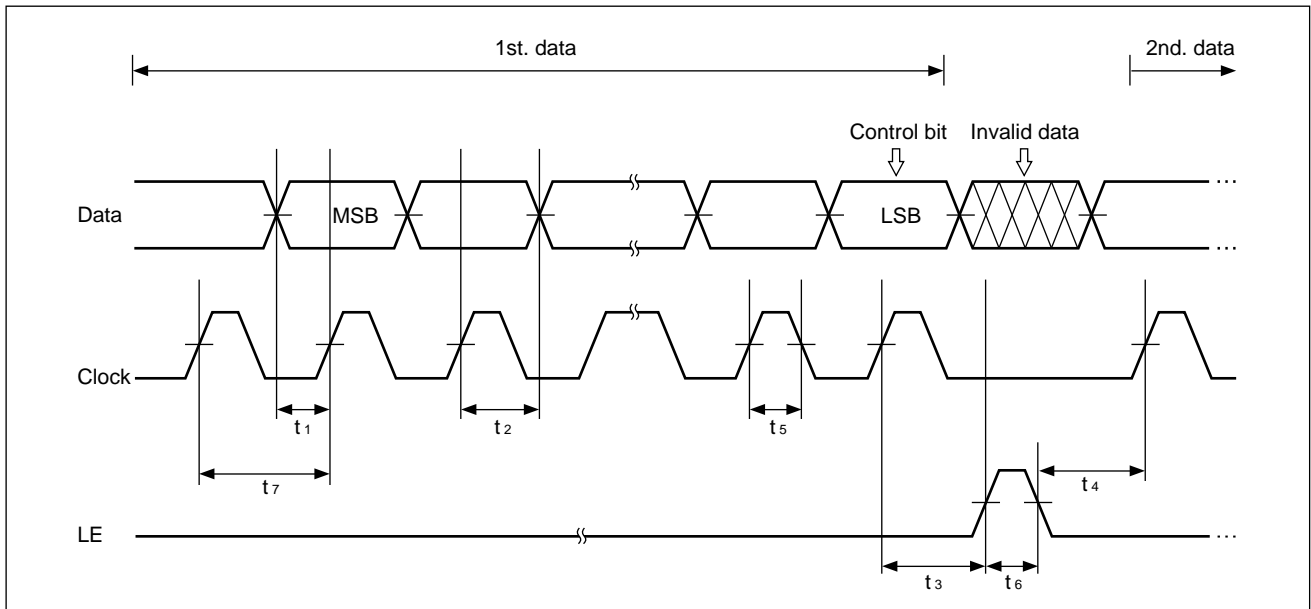 1st. data
2nd. data
Control bit
Invalid data
Data
MSB
LSB
...
...
Clock
t1
t2
t5
t7
t4
LE
...
t3
t6